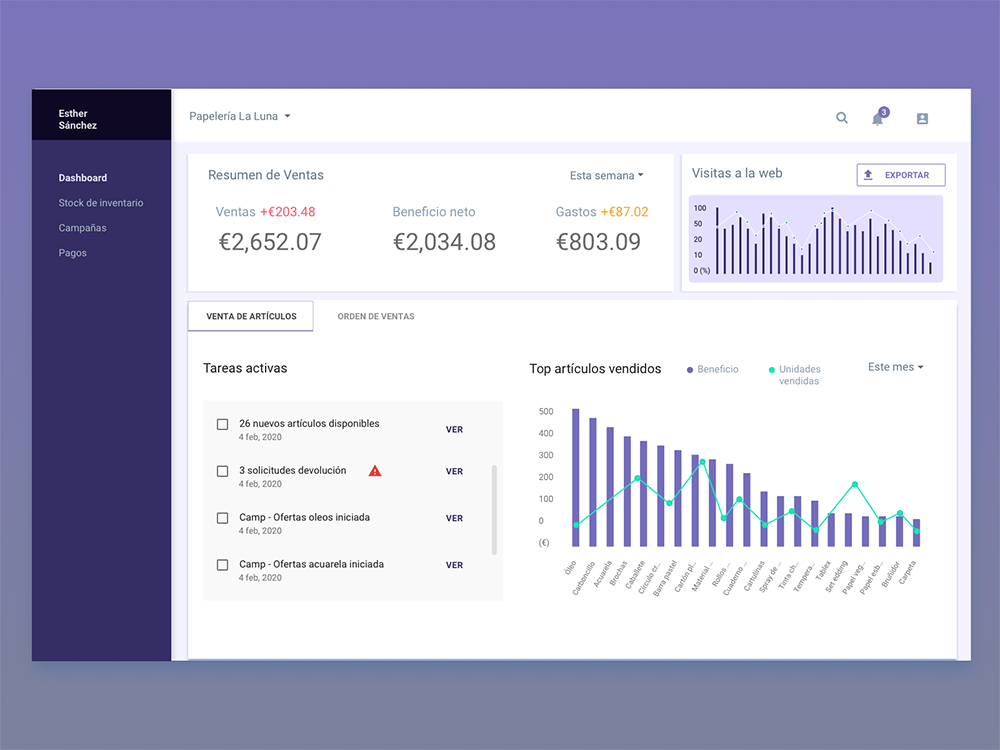 Esther
Sánchez
Papelería La Luna
3
Dashboard
Stock de inventario
Campañas
Pagos
Resumen de Ventas
Esta semana
Ventas +€203.48
Beneficio neto
Gastos +€87.02
€2,652.07
€2,034.08
€803.09
Visitas a la web
EXPORTAR
100
50
20
10
0 (%)
VENTA DE ARTÍCULOS
ORDEN DE VENTAS
Tareas activas
26 nuevos artículos disponibles
4 feb, 2020
VER
3 solicitudes devolución
4 feb, 2020
VER
Camp - Ofertas oleos iniciada
4 feb, 2020
VER
Camp - Ofertas acuarela iniciada
4 feb, 2020
VER
Top artículos vendidos
Beneficio
Unidades
vendidas
Este mes
500
400
300
200
100
0
(€)
Óleo
Carboncillo
Acuarela
Brochas
Caballete
Círculo cr...
Barra pastel
Cartón pl...
Material ...
Rollos ...
Cuaderno ...
Cartulinas
Spray de ...
Tinta ch...
Tempera...
Tablex
Set edding
Papel veg...
Papel esb...
Bruñidor
Carpeta